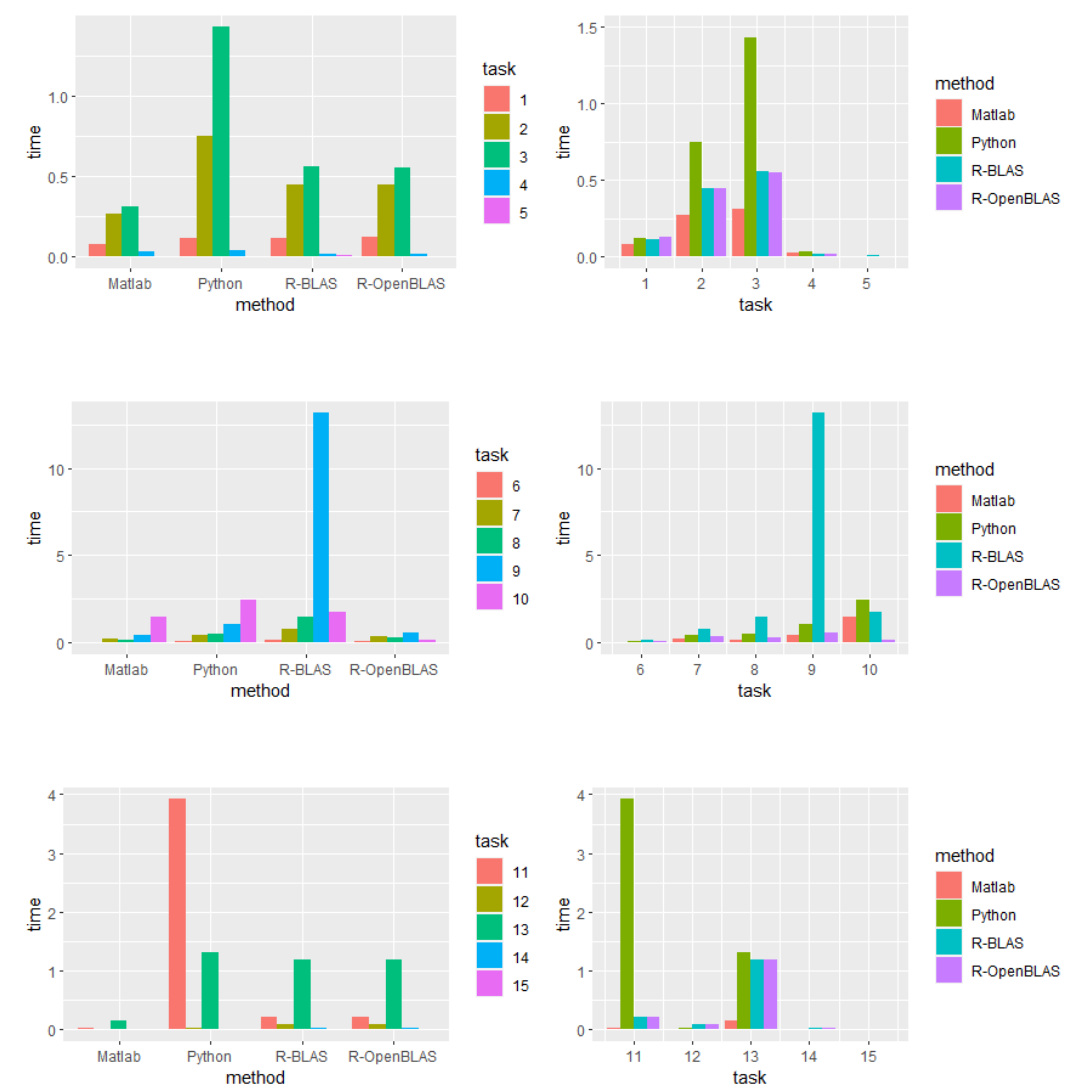 time
1.0
0.5
0.0
Matlab Python R-BLAS R-OpenBLAS
method
task
1
2
3
4
5
time
1.5
1.0
0.5
0.0
1 2 3 4 5
task
method
Matlab
Python
R-BLAS
R-OpenBLAS
time
10
5
0
Matlab Python R-BLAS R-OpenBLAS
method
task
6
7
8
9
10
time
10
5
0
6 7 8 9 10
task
method
Matlab
Python
R-BLAS
R-OpenBLAS
time
4
3
2
1
0
Matlab Python R-BLAS R-OpenBLAS
method
task
11
12
13
14
15
time
4
3
2
1
0
11 12 13 14 15
task
method
Matlab
Python
R-BLAS
R-OpenBLAS